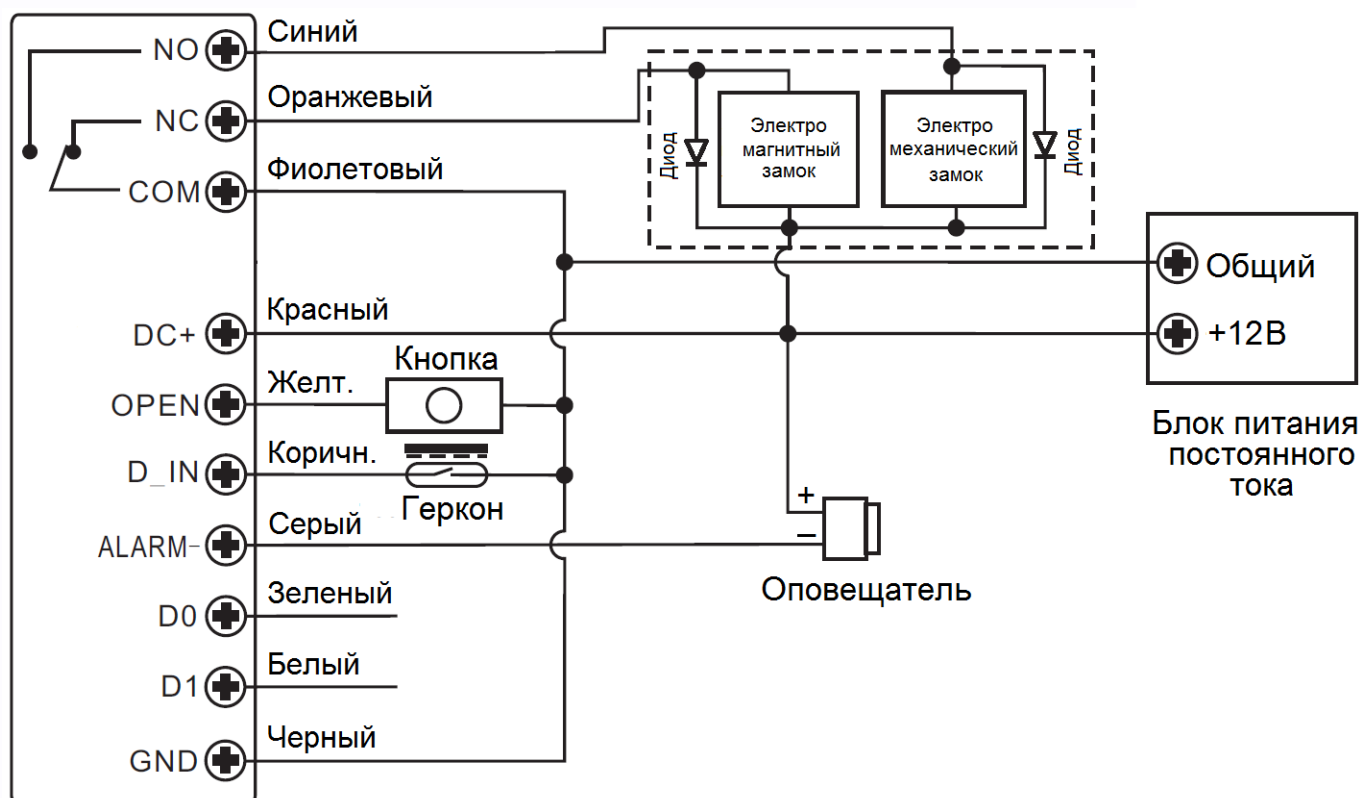 NO Синий
NC Оранжевый
COM Фиолетовый
Диод
Электро
магнитный
замок
Электро
механический
замок
Диод
Общий
DC+ Красный
+12В
Кнопка
OPEN Желт.
Блок питания
постоянного
тока
D_IN Коричн.
Геркон
+
ALARM- Серый
–
Оповещатель
D0 Зеленый
D1 Белый
GND Черный